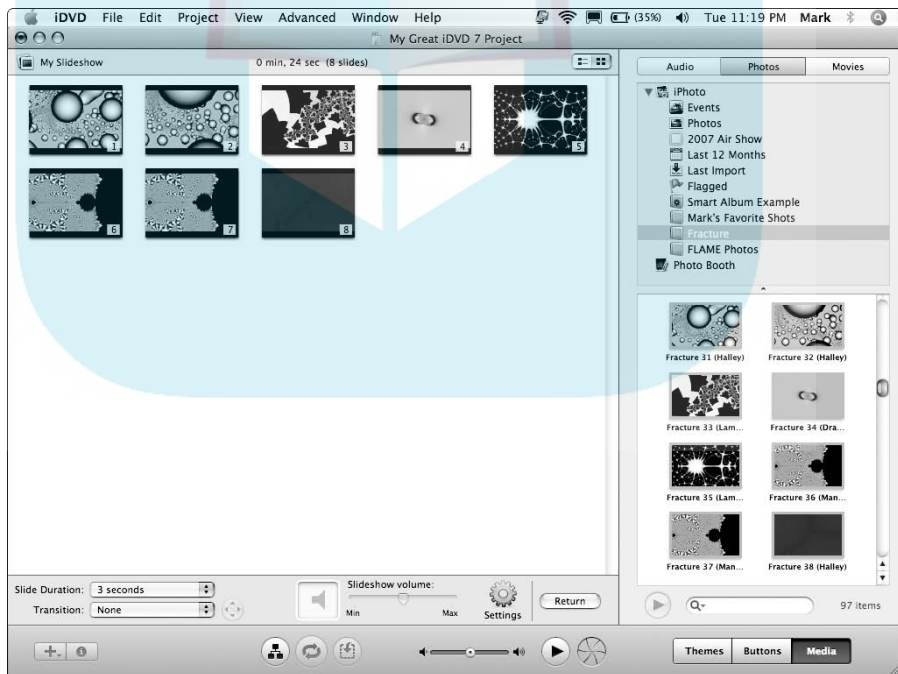 iDVD File Edit Project View Advanced Window Help (35%) Tue 11:19 PM Mark
My Great iDVD 7 Project
My Slideshow 0 min, 24 sec (8 slides)
1 2 3 4 5
6 7 8
Audio Photos Movies
iPhoto
Events
Photos
2007 Air Show
Last 12 Months
Last Import
Flagged
Smart Album Example
Mark's Favorite Shots
Fracture
FLAME Photos
Photo Booth
Fracture 31 (Halley) Fracture 32 (Halley)
Fracture 33 (Lam... Fracture 34 (Dra...
Fracture 35 (Lam... Fracture 36 (Man...
Fracture 37 (Man... Fracture 38 (Halley)
97 items
Slide Duration: 3 seconds
Transition: None
Slideshow volume:
Min Max
Settings
Return
Themes Buttons Media